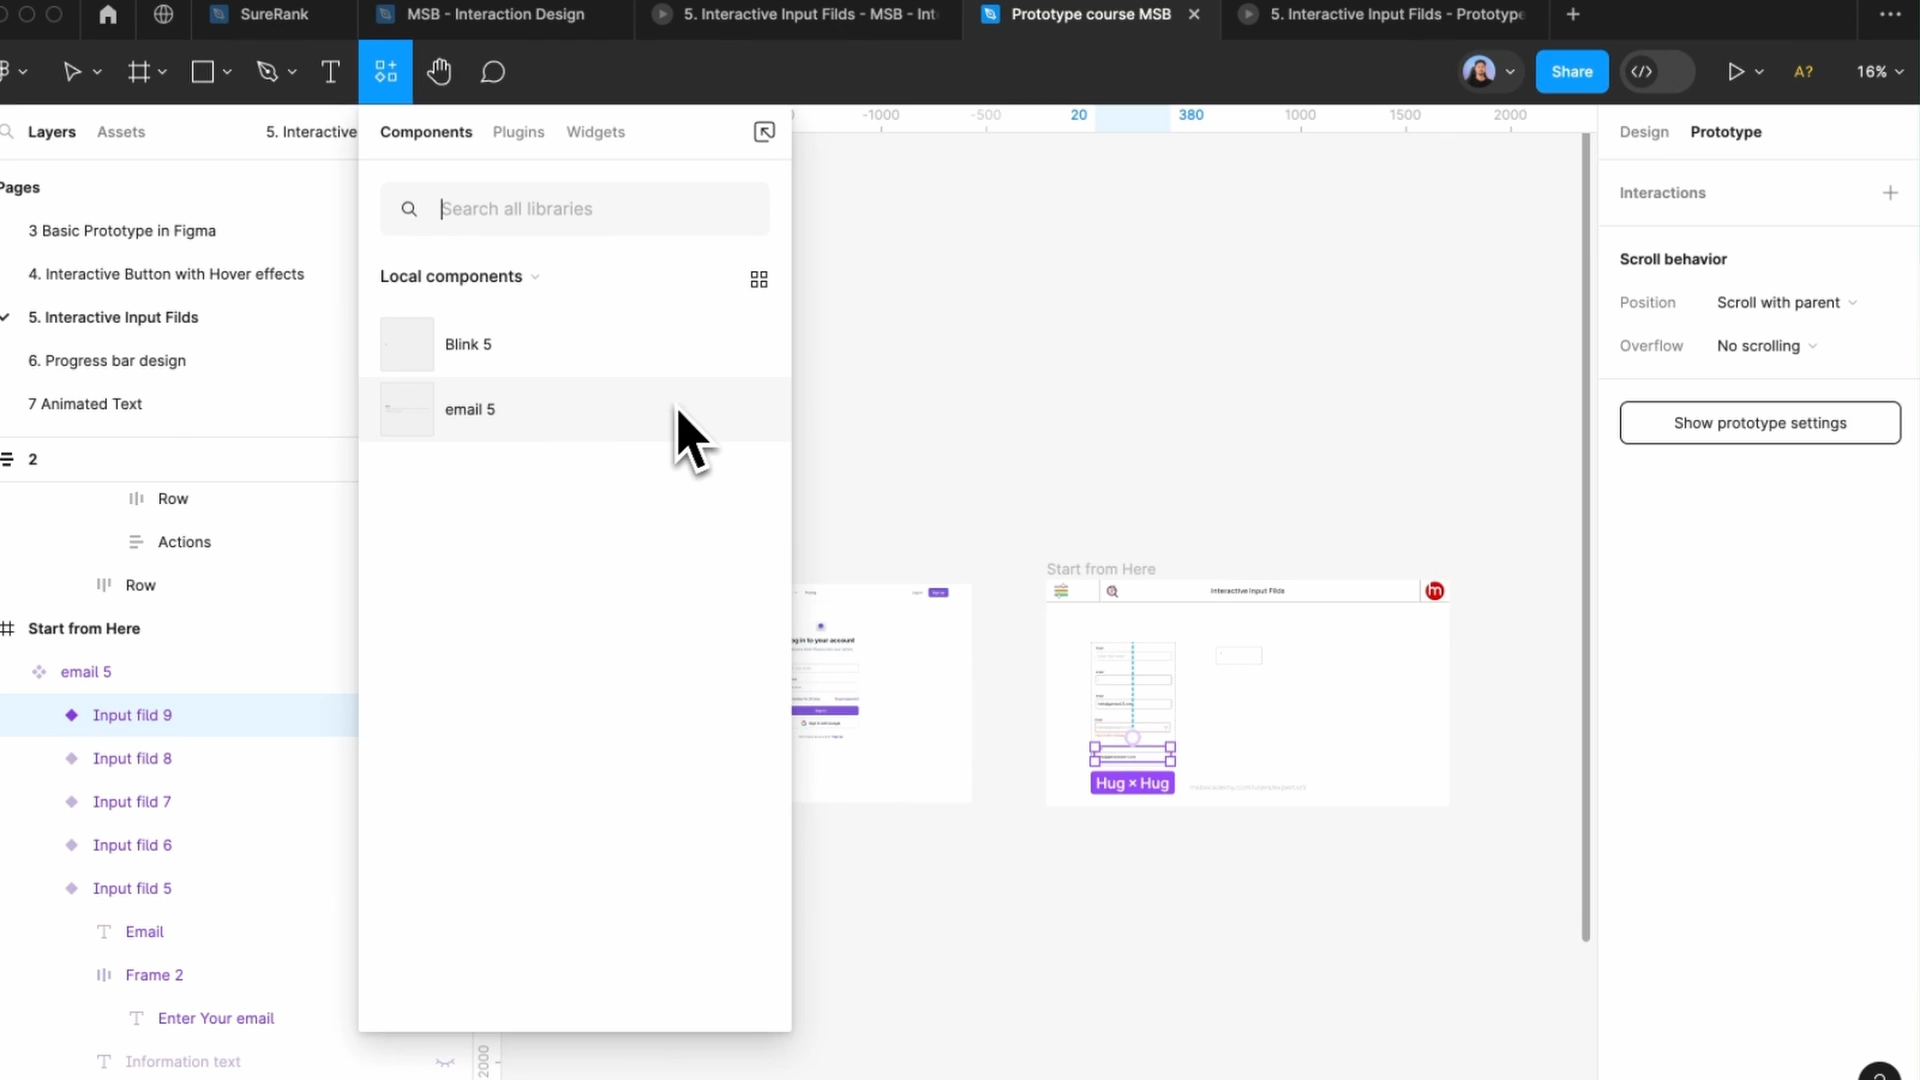 SureRank
MSB - Interaction Design
5. Interactive Input Filds - MSB - Int
Prototype course MSB
5. Interactive Input Filds - Prototype
Share
A?
16%
Layers
Assets
5. Interactive
Components
Plugins
Widgets
-1000
-500
20
380
1000
1500
2000
Design
Prototype
Pages
3 Basic Prototype in Figma
4. Interactive Button with Hover effects
5. Interactive Input Filds
6. Progress bar design
7 Animated Text
2
Row
Actions
Row
Start from Here
email 5
Input fild 9
Input fild 8
Input fild 7
Input fild 6
Input fild 5
Email
Frame 2
Enter Your email
Information text
Search all libraries
Local components
Blink 5
email 5
2000
Start from Here
Interactive Input Filds
Hug × Hug
Interactions
Scroll behavior
Position
Scroll with parent
Overflow
No scrolling
Show prototype settings